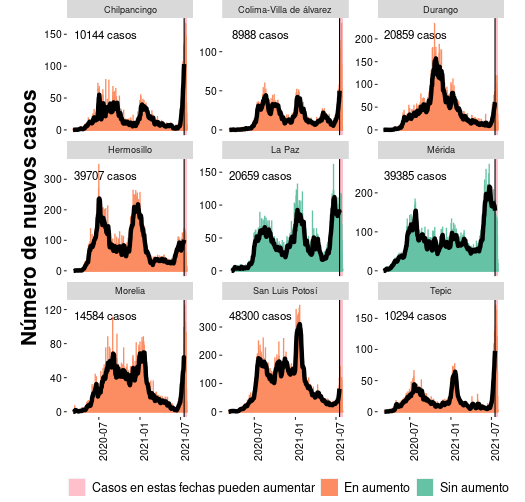 Chilpancingo
Colima-Villa de álvarez
Durango
10144 casos
8988 casos
20859 casos
150
100
50
0
100
50
0
200
150
100
50
0
Hermosillo
La Paz
Mérida
39707 casos
20659 casos
39385 casos
300
200
100
0
150
100
50
0
200
100
0
Morelia
San Luis Potosí
Tepic
14584 casos
48300 casos
10294 casos
120
80
40
0
300
200
100
0
150
100
50
0
2020-07
2021-01
2021-07
2020-07
2021-01
2021-07
2020-07
2021-01
2021-07
Número de nuevos casos
Casos en estas fechas pueden aumentar
En aumento
Sin aumento